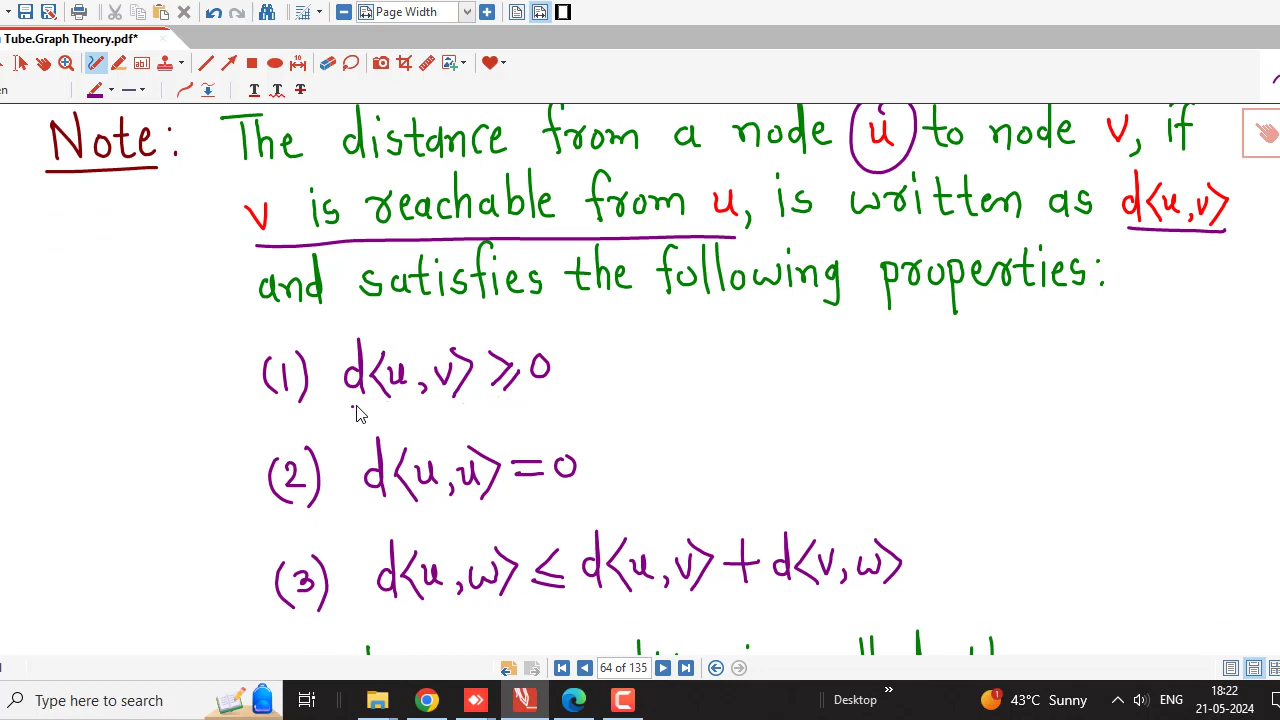 Page Width
Tube.Graph Theory.pdf*
Note: The distance from a node u to node v, if
v is reachable from u, is written as d⟨u,v⟩
and satisfies the following properties:
(1) d⟨u,v⟩ ⩾ 0
(2) d⟨u,u⟩ = 0
(3) d⟨u,w⟩ ≤ d⟨u,v⟩ + d⟨v,w⟩
64 of 135
Type here to search
Desktop
»
1
43°C Sunny
ENG
18:22
21-05-2024